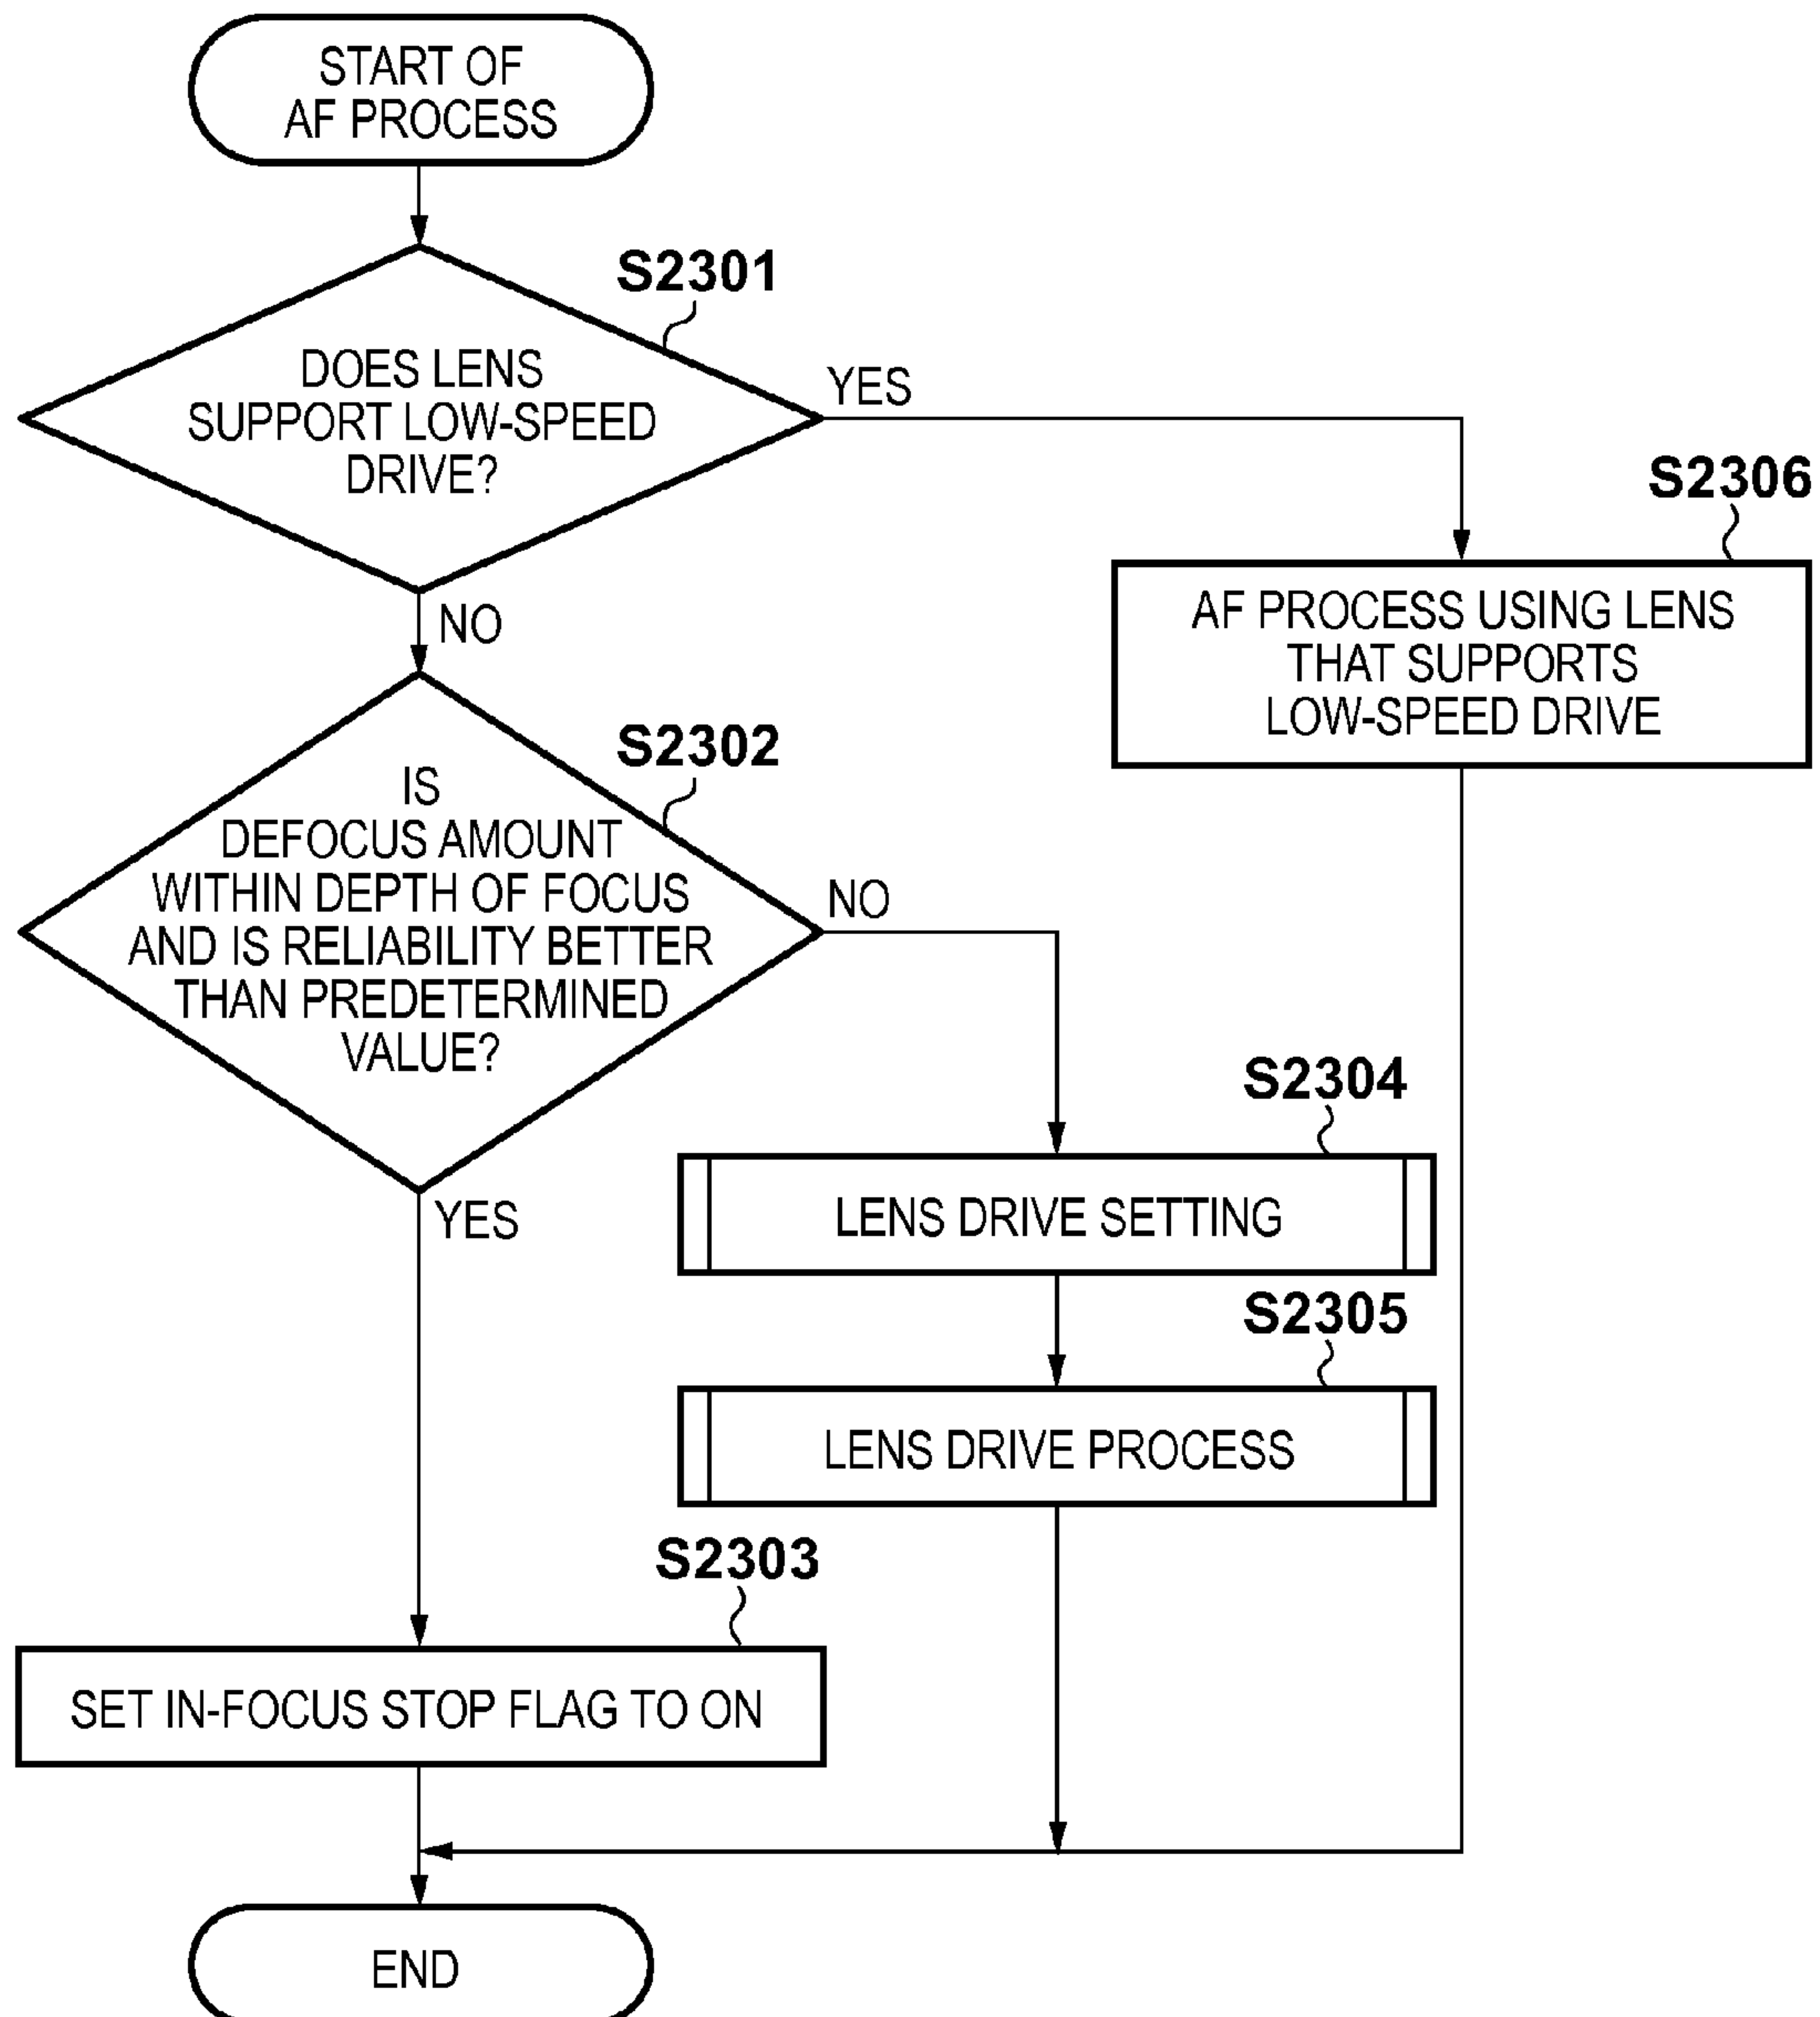 START OF
AF PROCESS
S2301
DOES LENS
SUPPORT LOW-SPEED
DRIVE?
YES
NO
S2306
AF PROCESS USING LENS
THAT SUPPORTS
LOW-SPEED DRIVE
S2302
IS
DEFOCUS AMOUNT
WITHIN DEPTH OF FOCUS
AND IS RELIABILITY BETTER
THAN PREDETERMINED
VALUE?
NO
YES
S2304
LENS DRIVE SETTING
S2305
LENS DRIVE PROCESS
S2303
SET IN-FOCUS STOP FLAG TO ON
END